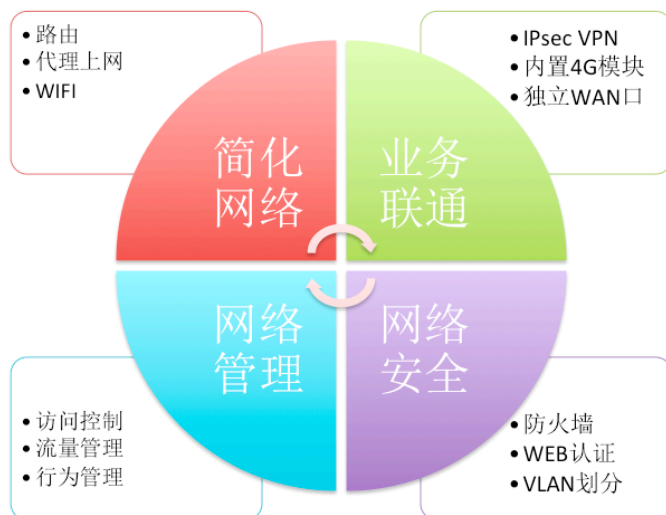 • 路由
• 代理上网
• WIFI
• IPsec VPN
• 内置4G模块
• 独立WAN口
简化
网络
业务
联通
网络
管理
网络
安全
• 访问控制
• 流量管理
• 行为管理
• 防火墙
• WEB认证
• VLAN划分